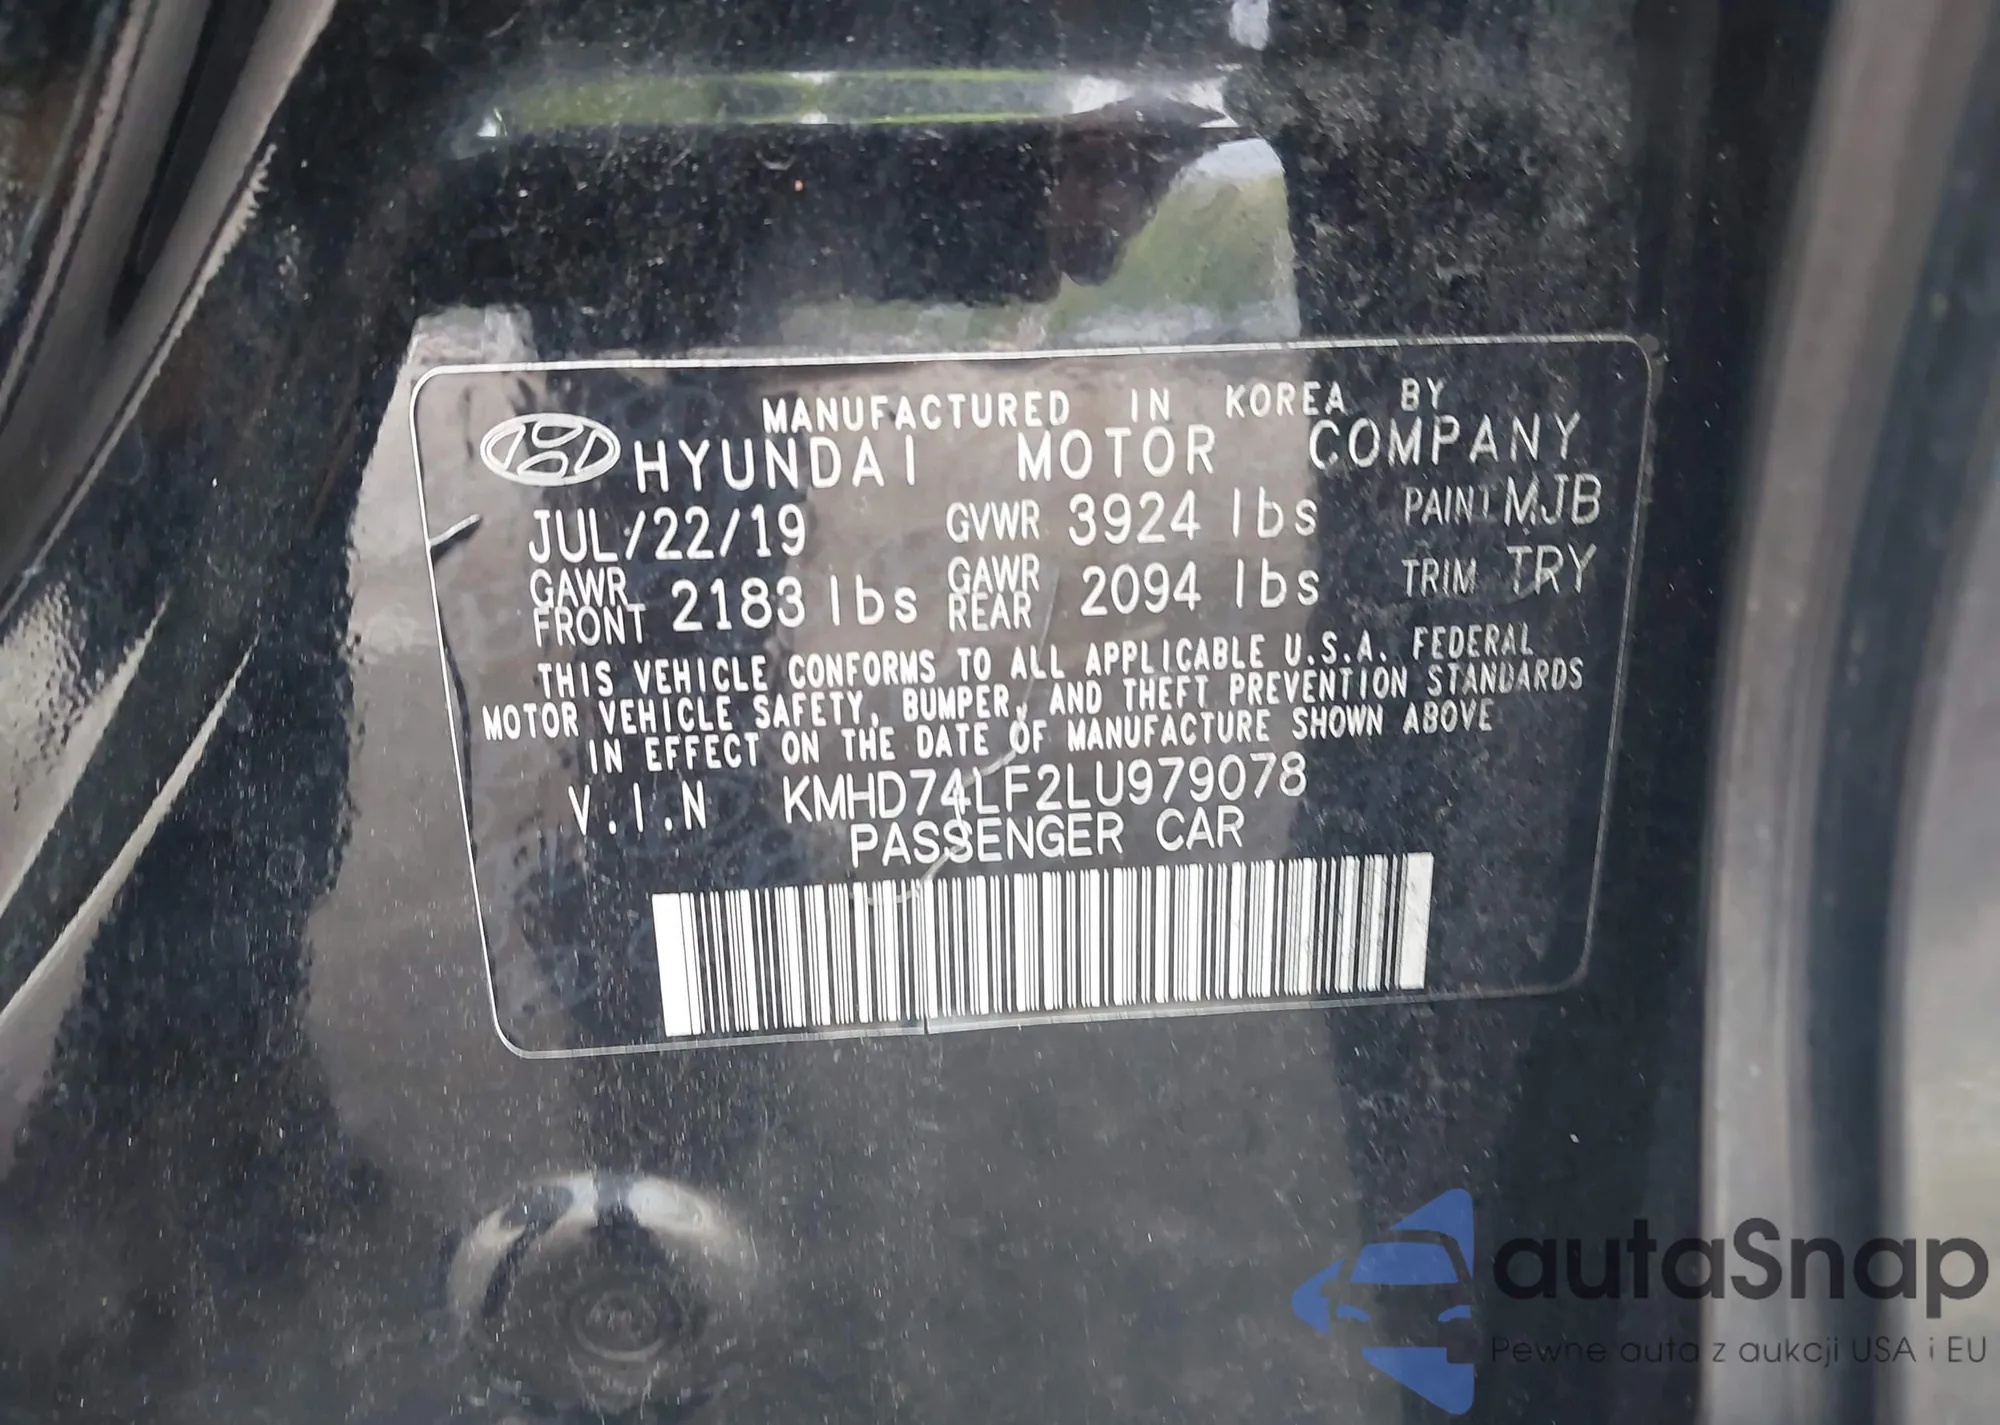 MANUFACTURED IN KOREA BY
HYUNDAI MOTOR COMPANY
JUL/22/19 GVWR 3924 lbs PAINT MJB
GAWR FRONT 2183 lbs GAWR REAR 2094 lbs TRIM TRY
THIS VEHICLE CONFORMS TO ALL APPLICABLE U.S.A. FEDERAL
MOTOR VEHICLE SAFETY, BUMPER, AND THEFT PREVENTION STANDARDS
IN EFFECT ON THE DATE OF MANUFACTURE SHOWN ABOVE
V.I.N KMHD74LF2LU979078
PASSENGER CAR
autaSnap
Pewne auta z aukcji USA i EU